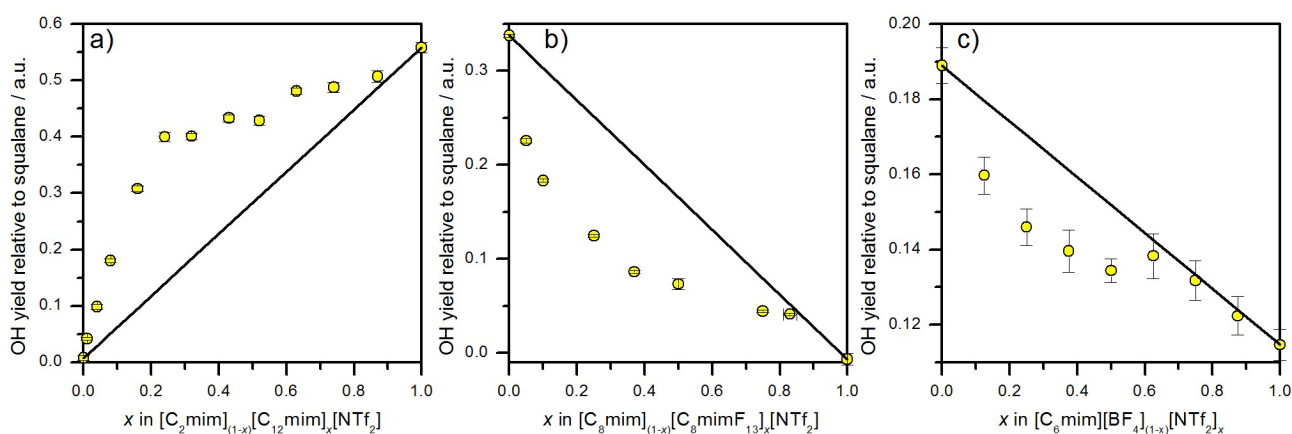 a)
OH yield relative to squalane / a.u.
0.6
0.5
0.4
0.3
0.2
0.1
0.0
0.0 0.2 0.4 0.6 0.8 1.0
x in [C₂mim]₍₁₋ₓ₎[C₁₂mim]ₓ[NTf₂]
b)
OH yield relative to squalane / a.u.
0.3
0.2
0.1
0.0
0.0 0.2 0.4 0.6 0.8 1.0
x in [C₈mim]₍₁₋ₓ₎[C₈mimF₁₃]ₓ[NTf₂]
c)
OH yield relative to squalane / a.u.
0.20
0.18
0.16
0.14
0.12
0.0 0.2 0.4 0.6 0.8 1.0
x in [C₆mim][BF₄]₍₁₋ₓ₎[NTf₂]ₓ